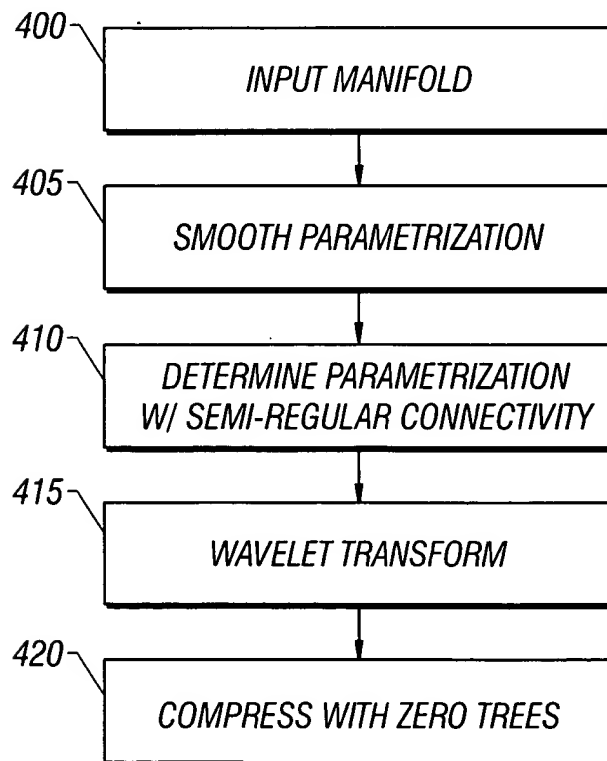 400
INPUT MANIFOLD
405
SMOOTH PARAMETRIZATION
410
DETERMINE PARAMETRIZATION
W/ SEMI-REGULAR CONNECTIVITY
415
WAVELET TRANSFORM
420
COMPRESS WITH ZERO TREES